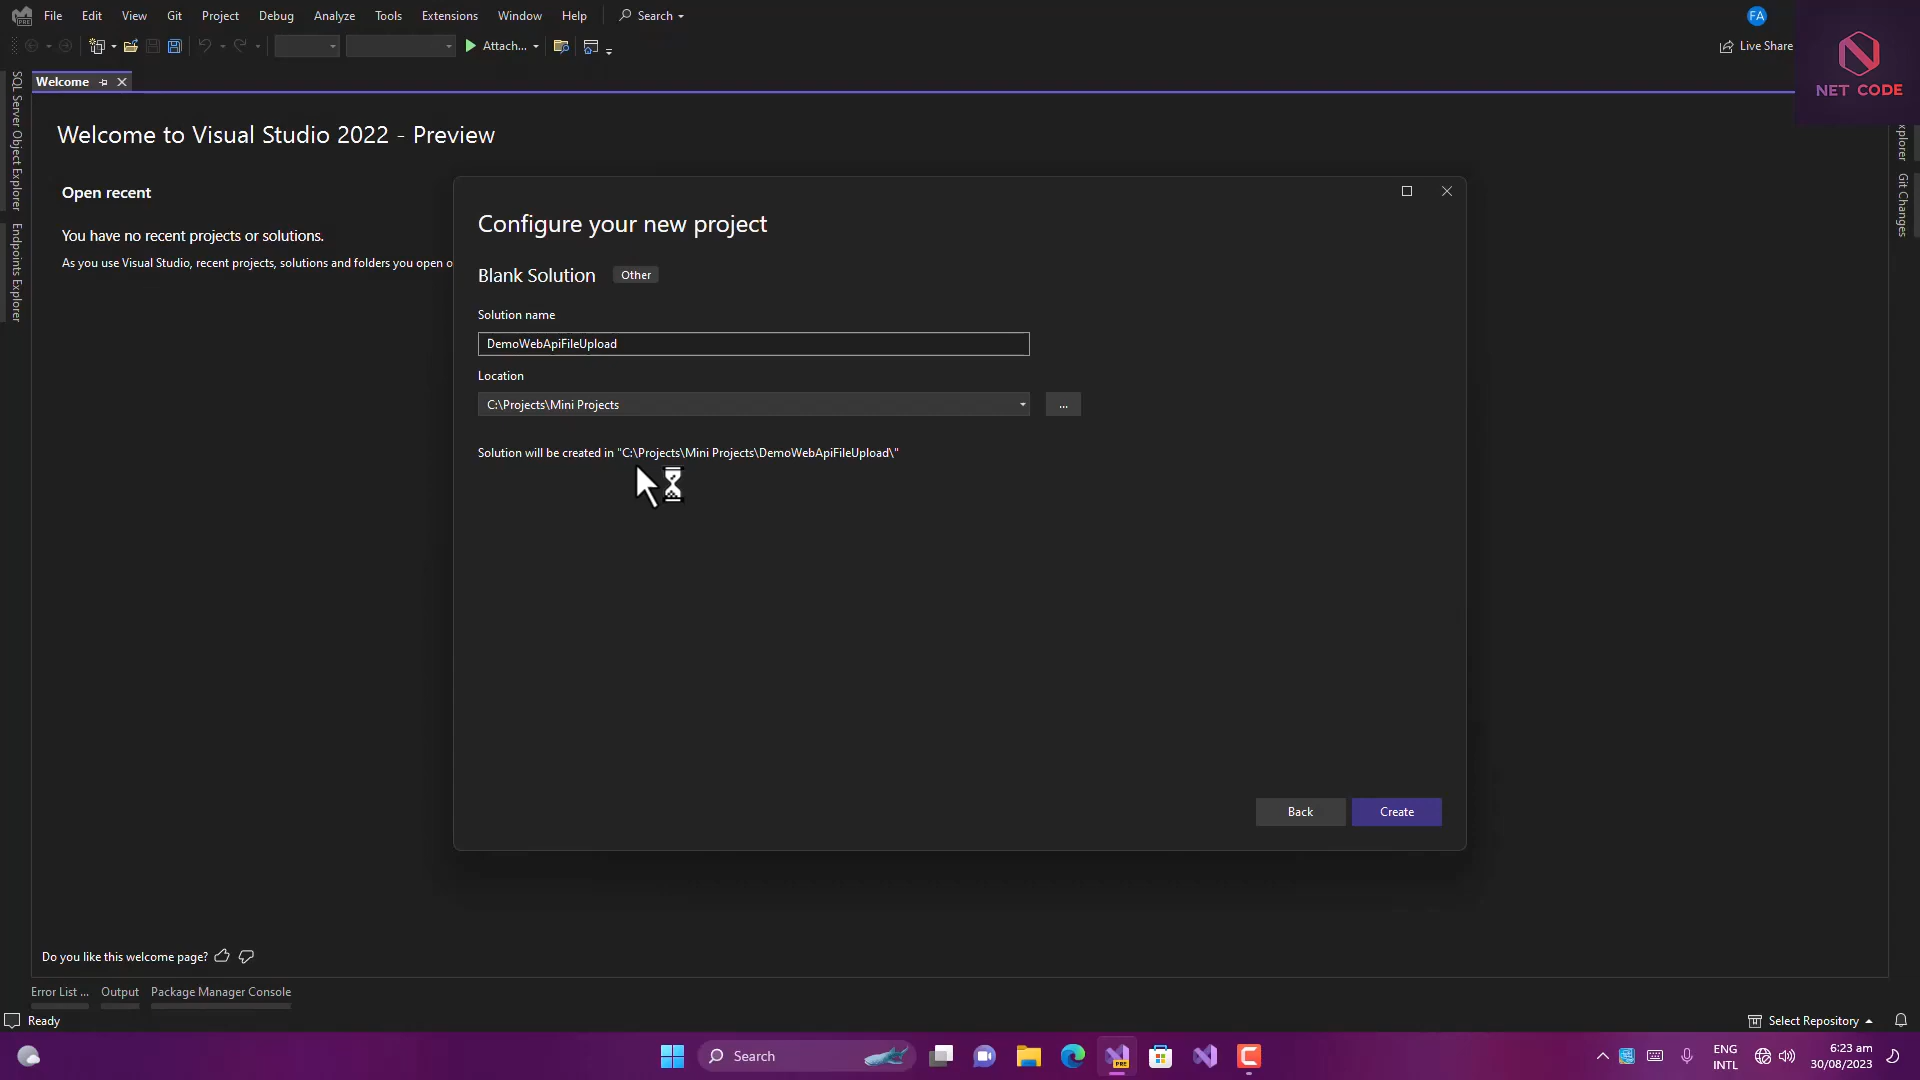 File Edit View Git Project Debug Analyze Tools Extensions Window Help Search
FA
Attach...
Live Share
NET CODE
Welcome
SQL Server Object Explorer
Endpoints Explorer
Git Changes
Welcome to Visual Studio 2022 - Preview
Open recent
You have no recent projects or solutions.
As you use Visual Studio, recent projects, solutions and folders you open o
Configure your new project
Blank Solution Other
Solution name
DemoWebApiFileUpload
Location
C:\Projects\Mini Projects
...
Solution will be created in "C:\Projects\Mini Projects\DemoWebApiFileUpload\"
Back Create
Do you like this welcome page?
Error List ... Output Package Manager Console
Ready
Select Repository
Search
PRE
ENG
INTL
6:23 am
30/08/2023